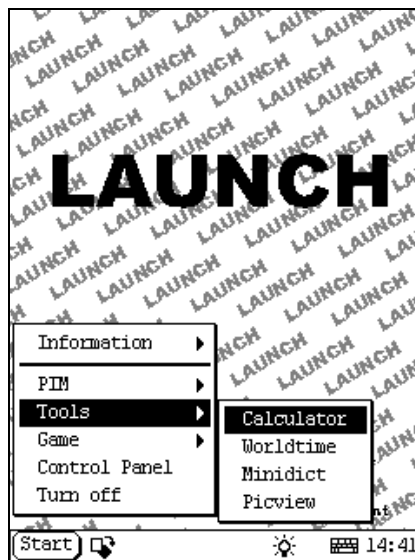 LAUNCH
Information
PIM
Tools
Game
Control Panel
Turn off
Calculator
Worldtime
Minidict
Picview
Start
14:41